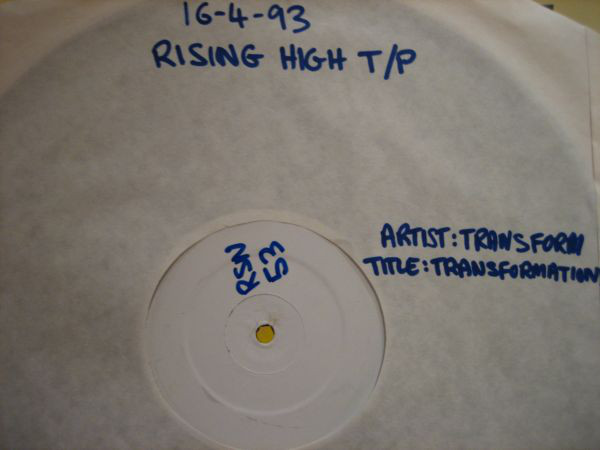 16-4-93
RISING HIGH T/P
ARTIST:TRANSFORM
TITLE:TRANSFORMATION
RSN
53